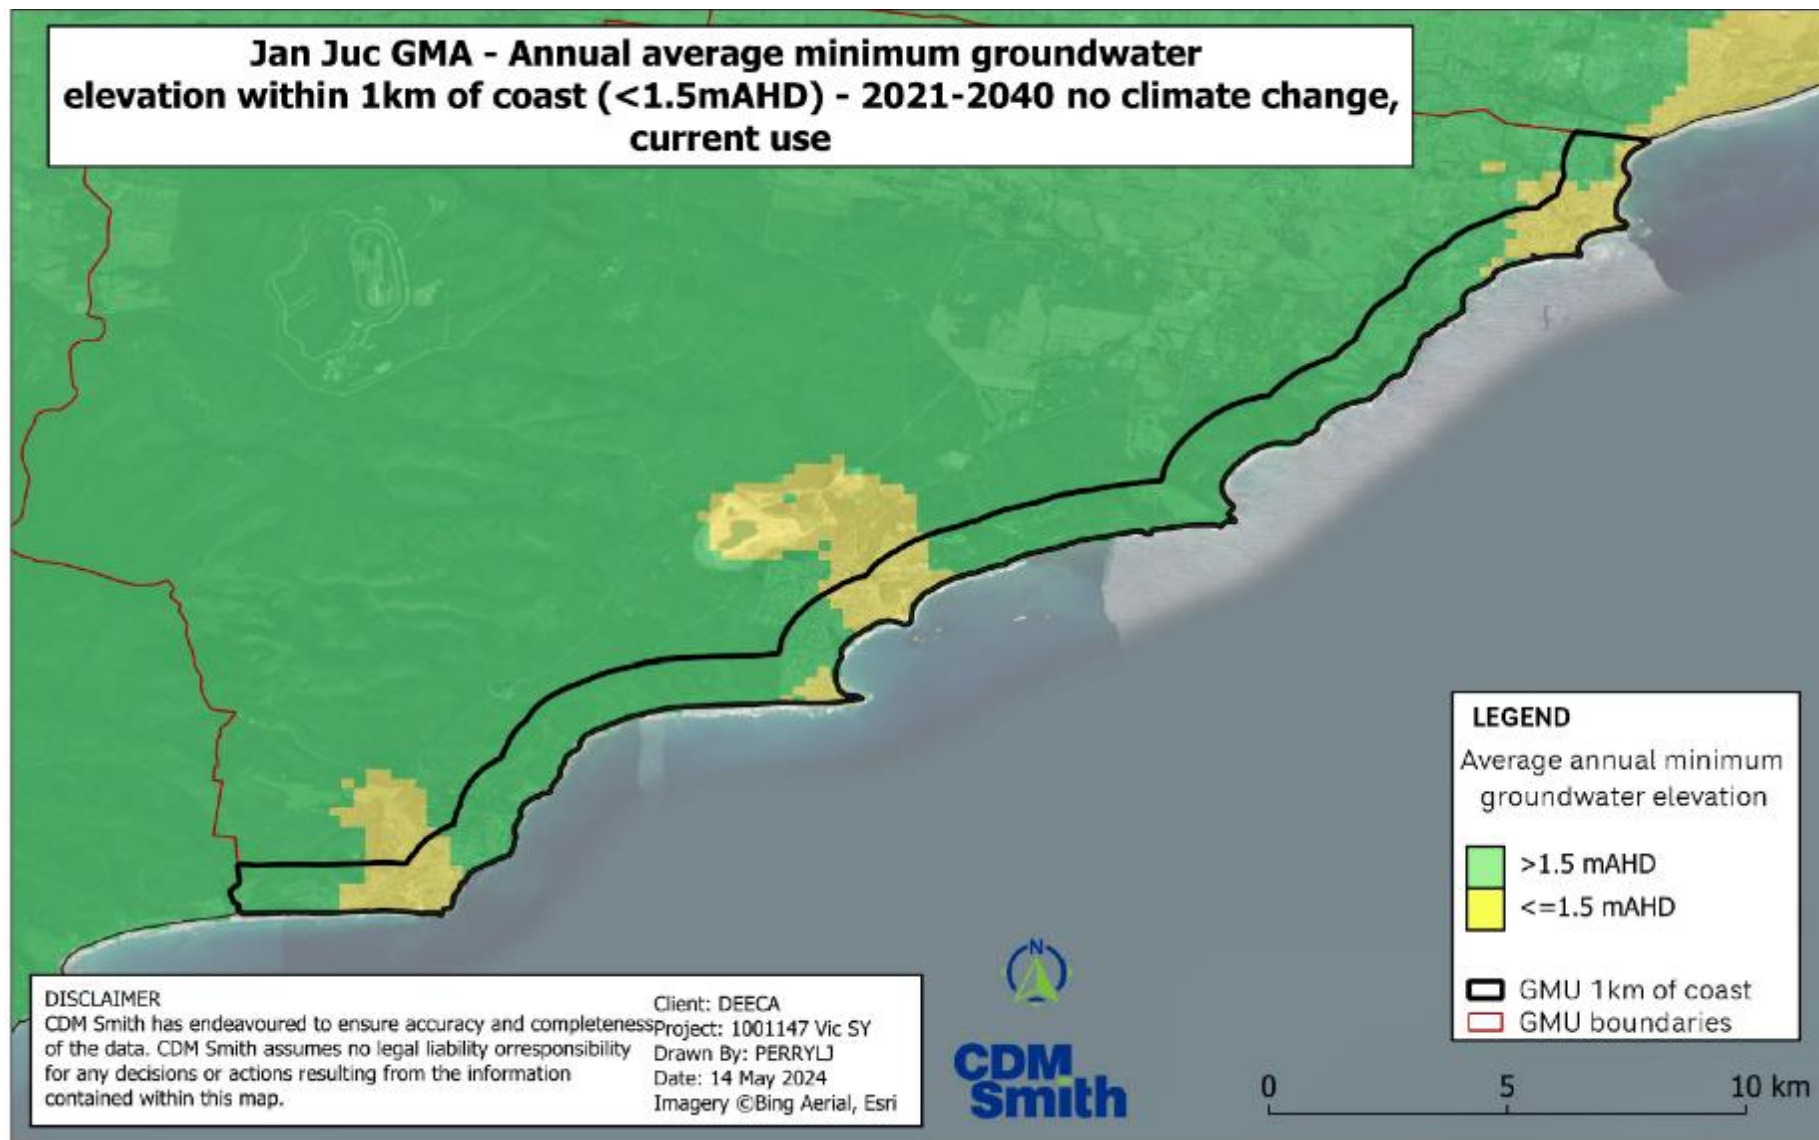 Jan Juc GMA - Annual average minimum groundwater
elevation within 1km of coast (<1.5mAHD) - 2021-2040 no climate change,
current use
LEGEND
Average annual minimum
groundwater elevation
>1.5 mAHD
<=1.5 mAHD
GMU 1km of coast
GMU boundaries
DISCLAIMER
CDM Smith has endeavoured to ensure accuracy and completeness
of the data. CDM Smith assumes no legal liability orresponsibility
for any decisions or actions resulting from the information
contained within this map.
Client: DEECA
Project: 1001147 Vic SY
Drawn By: PERRYLJ
Date: 14 May 2024
Imagery ©Bing Aerial, Esri
N
CDM
Smith
0 5 10 km